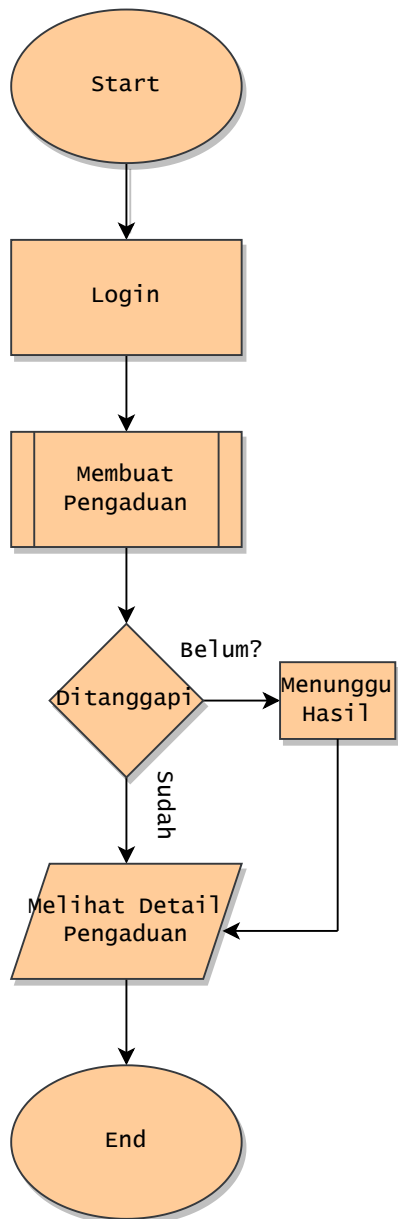 Start
Login
Membuat
Pengaduan
Belum?
Ditanggapi
Menunggu
Hasil
Sudah
Melihat Detail
Pengaduan
End